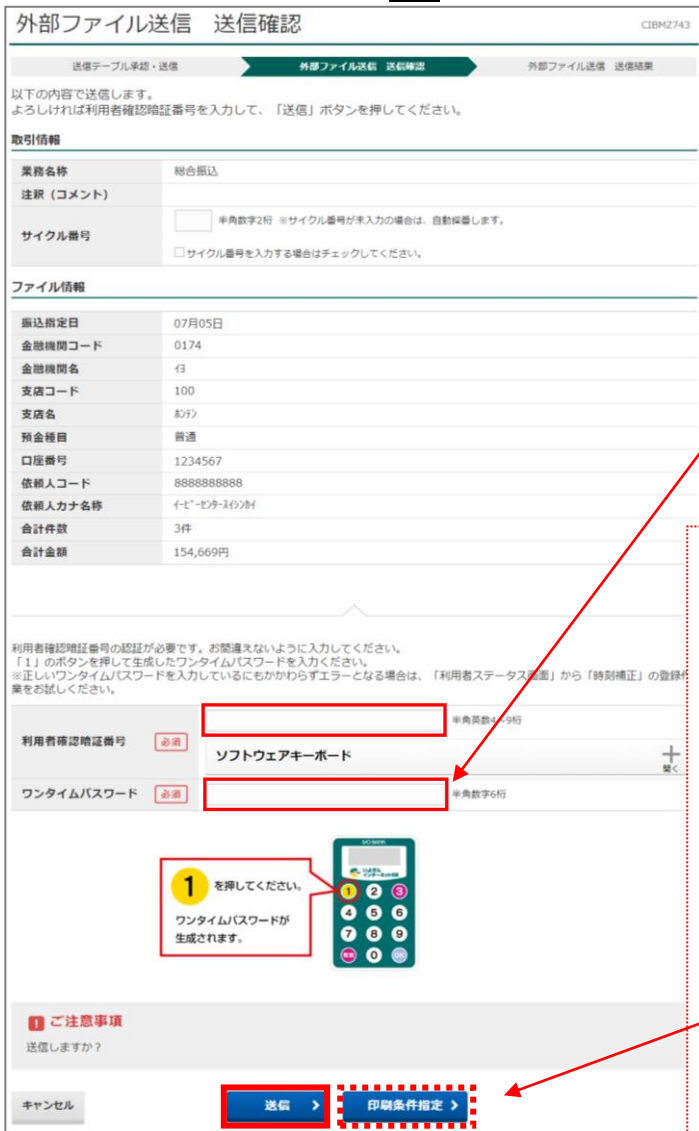 外部ファイル送信　送信確認
CIBMZ743
送信テーブル承認・送信
外部ファイル送信　送信確認
外部ファイル送信　送信結果
以下の内容で送信します。
よろしければ利用者確認暗証番号を入力して、「送信」ボタンを押してください。
取引情報
業務名称 総合振込
注釈（コメント）
サイクル番号
半角数字2桁 ※サイクル番号が未入力の場合は、自動採番します。
サイクル番号を入力する場合はチェックしてください。
ファイル情報
振込指定日 07月05日
金融機関コード 0174
金融機関名 ｲﾖ
支店コード 100
支店名 ﾎﾝﾃﾝ
預金種目 普通
口座番号 1234567
依頼人コード 8888888888
依頼人カナ名称 ｲｰﾋﾞｰｾﾝﾀｰｽｲｼﾝｶｲ
合計件数 3件
合計金額 154,669円
利用者確認暗証番号の認証が必要です。お間違えないように入力してください。
「１」のボタンを押して生成したワンタイムパスワードを入力ください。
※正しいワンタイムパスワードを入力しているにもかかわらずエラーとなる場合は、「利用者ステータス画面」から「時刻補正」の登録作
業をお試しください。
利用者確認暗証番号 必須
半角英数4～9桁
ソフトウェアキーボード
開く
ワンタイムパスワード 必須
半角数字6桁
1 を押してください。
ワンタイムパスワードが
生成されます。
IYO BANK
1 2 3
4 5 6
7 8 9
0 OK
ご注意事項
送信しますか？
キャンセル
送信
印刷条件指定